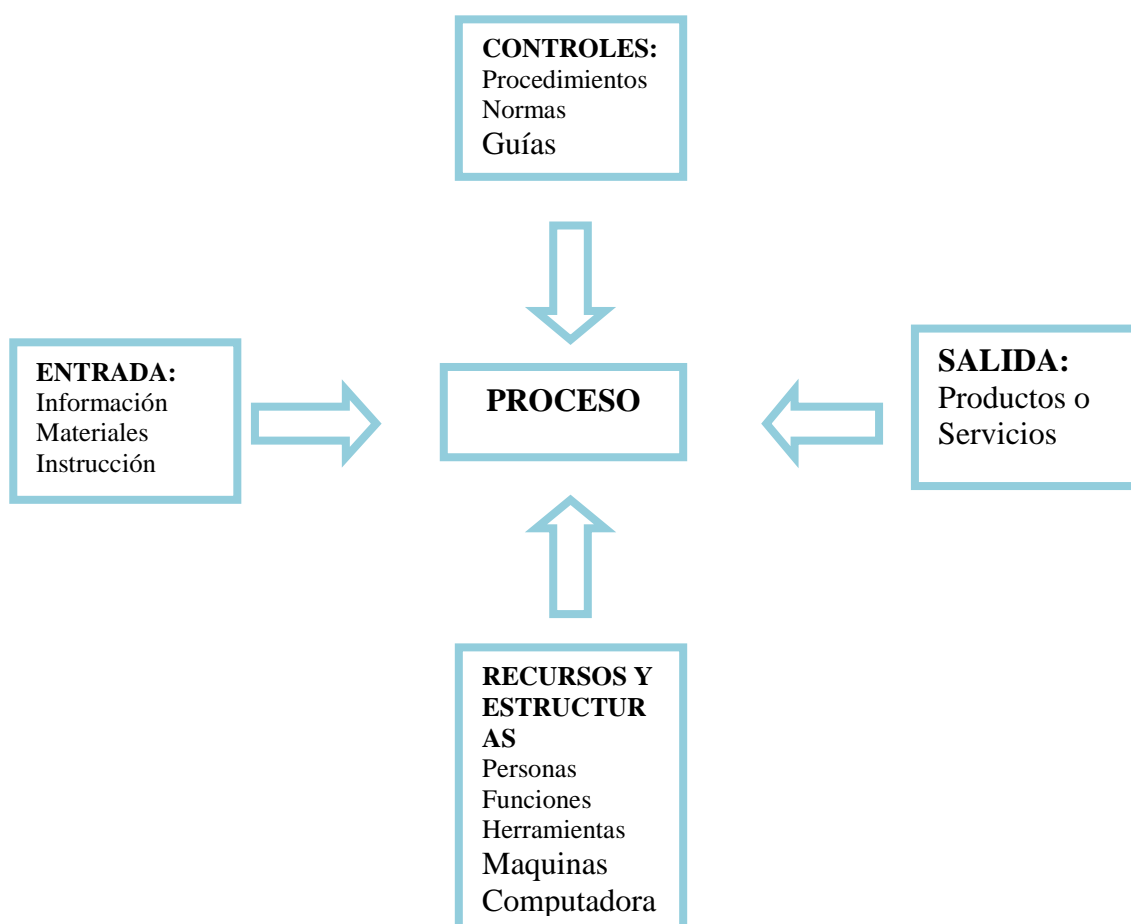 CONTROLES:
Procedimientos
Normas
Guías
ENTRADA:
Información
Materiales
Instrucción
PROCESO
SALIDA:
Productos o
Servicios
RECURSOS Y
ESTRUCTUR
AS
Personas
Funciones
Herramientas
Maquinas
Computadora